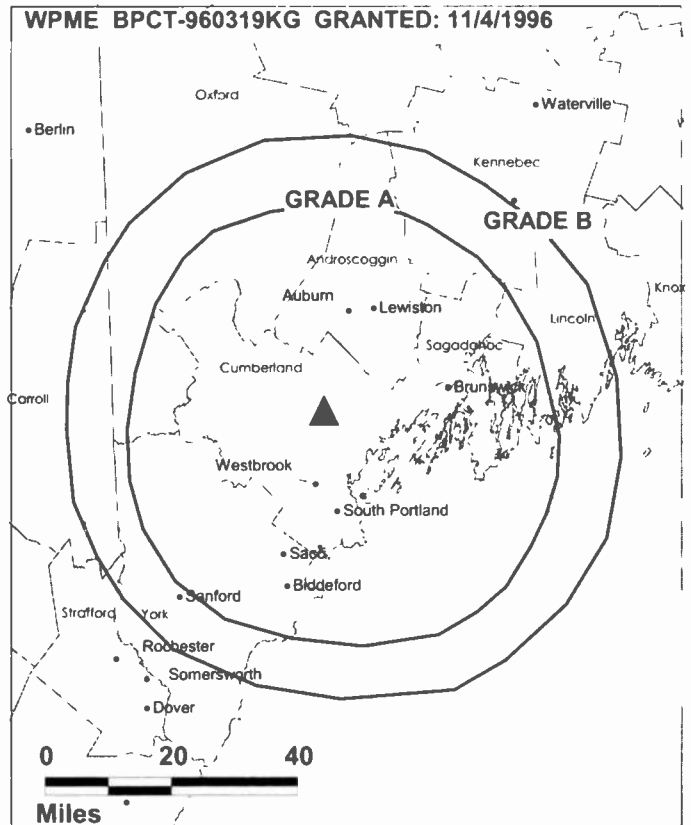 WPME BPCT-960319KG GRANTED: 11/4/1996
Oxford
Waterville
Berlin
Kennebec
GRADE A
GRADE B
Androscoggin
Auburn
Lewiston
Knox
Lincoln
Sagadahoc
Cumberland
Brunswick
Carroll
Westbrook
South Portland
Saco
Biddeford
Sanford
Strafford
York
Rochester
Somersworth
Dover
0 20 40
Miles